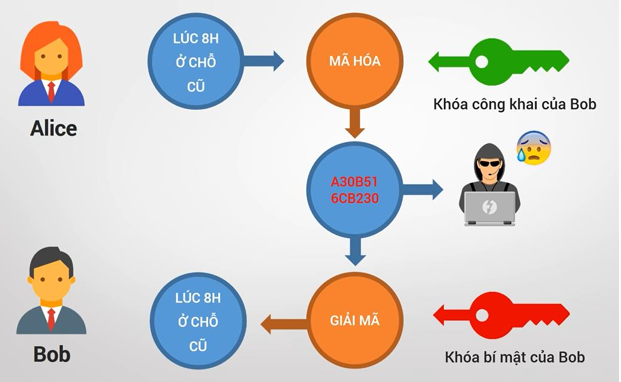 LÚC 8H
Ở CHỖ
CŨ
MÃ HÓA
Khóa công khai của Bob
Alice
A30B51
6CB230
LÚC 8H
Ở CHỖ
CŨ
GIẢI MÃ
Bob
Khóa bí mật của Bob